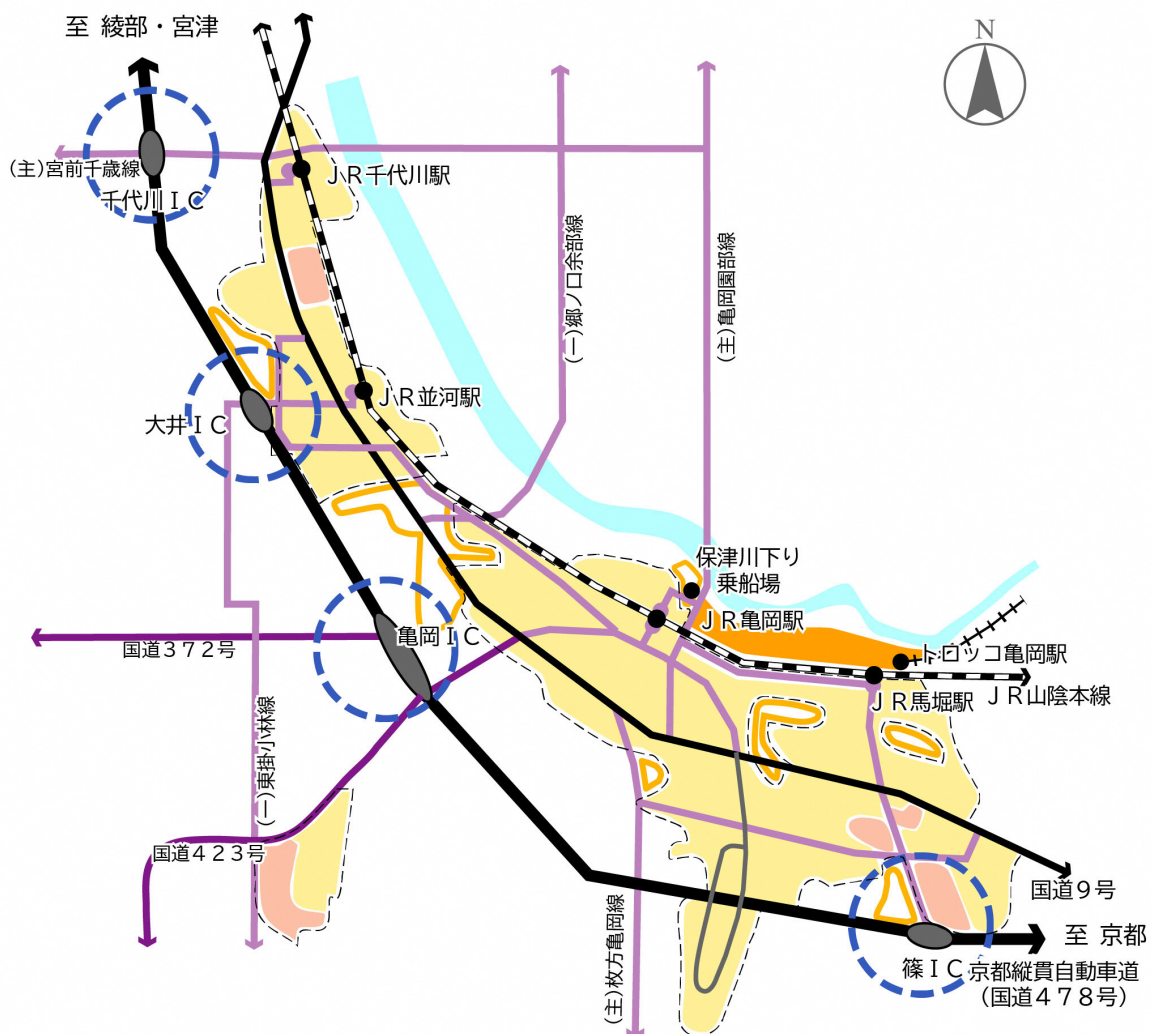 至 綾部・宮津
N
(主)宮前千歳線
千代川ＩＣ
ＪＲ千代川駅
(一)郷ノ口余部線
(主)亀岡園部線
ＪＲ並河駅
大井ＩＣ
保津川下り
乗船場
ＪＲ亀岡駅
亀岡ＩＣ
国道３７２号
トロッコ亀岡駅
ＪＲ馬堀駅
ＪＲ山陰本線
(一)東掛小林線
国道４２３号
国道９号
(主)枚方亀岡線
至 京都
篠ＩＣ
京都縦貫自動車道
（国道４７８号）